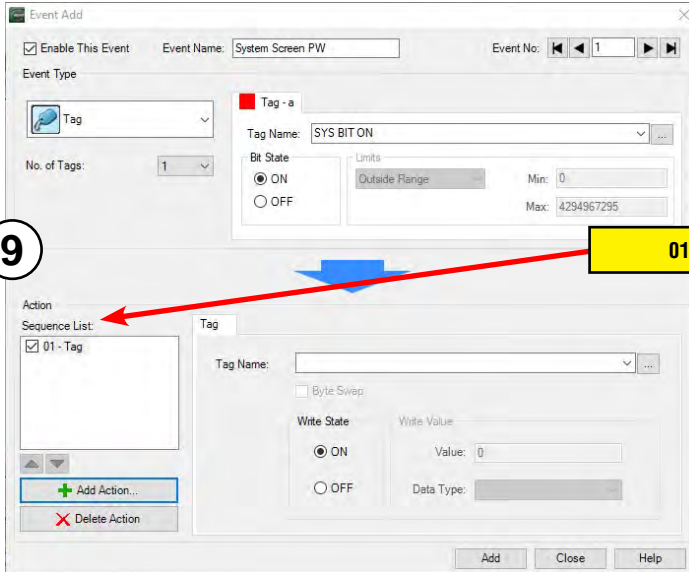 Event Add
Enable This Event Event Name: System Screen PW Event No: 1
Event Type
Tag
Tag - a
Tag Name: SYS BIT ON ...
No. of Tags: 1
Bit State
ON
OFF
Limits
Outside Range
Min: 0
Max: 4294967295
9
01
Action
Sequence List:
01 - Tag
Tag
Tag Name: ...
Byte Swap
Write State
ON
OFF
Write Value
Value: 0
Data Type:
Add Action...
Delete Action
Add Close Help